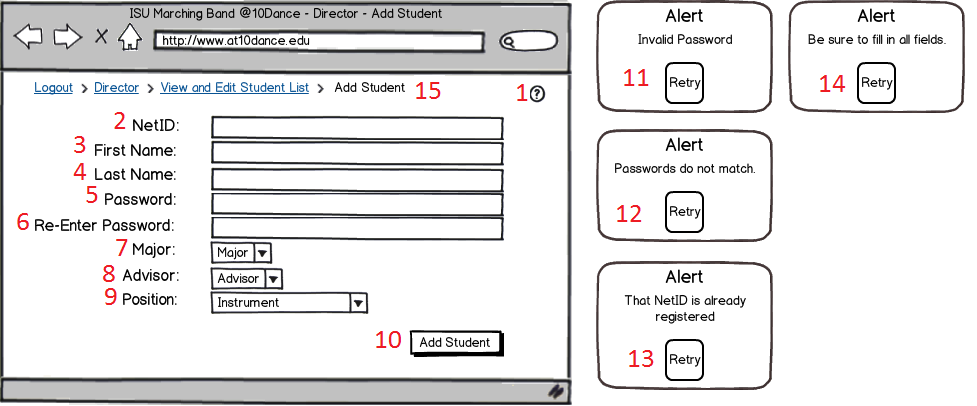 ISU Marching Band @10Dance - Director - Add Student
http://www.at10dance.edu
Logout > Director > View and Edit Student List > Add Student 15 1 ?
2 NetID:
3 First Name:
4 Last Name:
5 Password:
6 Re-Enter Password:
7 Major: Major
8 Advisor: Advisor
9 Position: Instrument
10 Add Student
Alert
Invalid Password
11 Retry
Alert
Be sure to fill in all fields.
14 Retry
Alert
Passwords do not match.
12 Retry
Alert
That NetID is already
registered
13 Retry